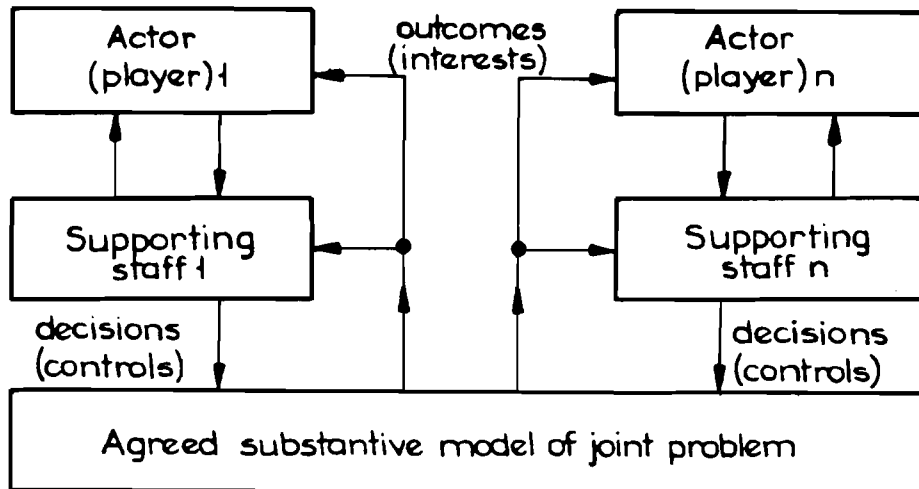 Actor
(player) 1
outcomes
(interests)
Actor
(player) n
Supporting
staff 1
Supporting
staff n
decisions
(controls)
decisions
(controls)
Agreed substantive model of joint problem